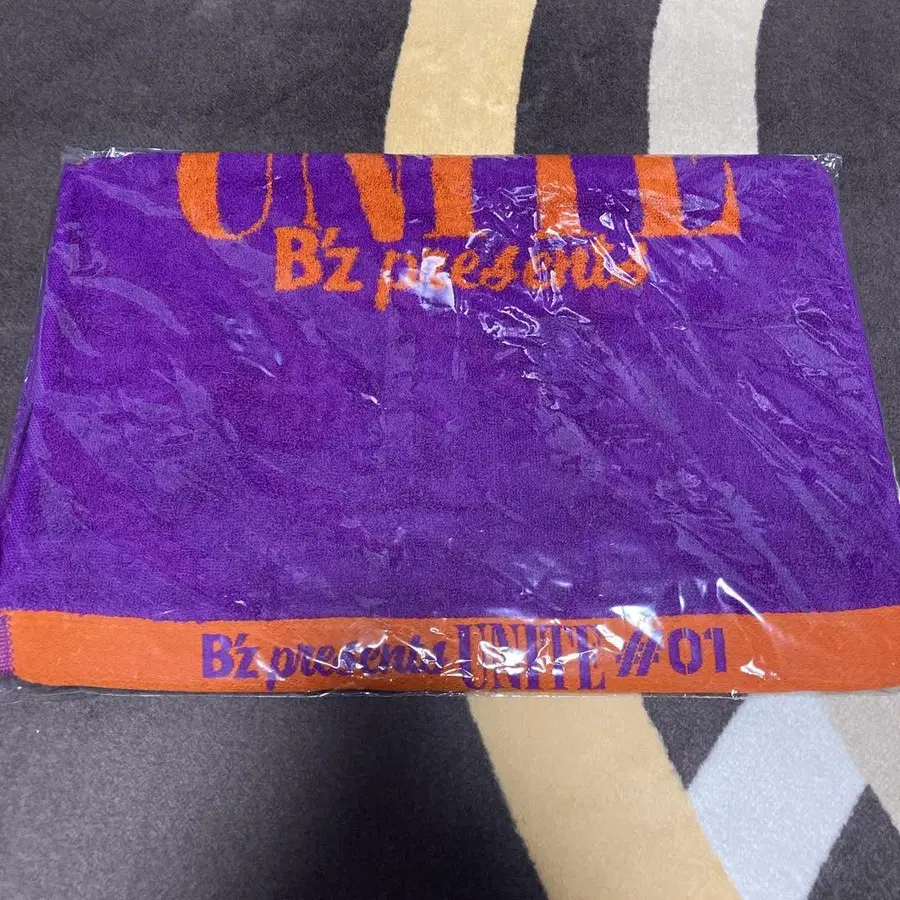 UNITE
B'z presents
B'z presents UNITE #01